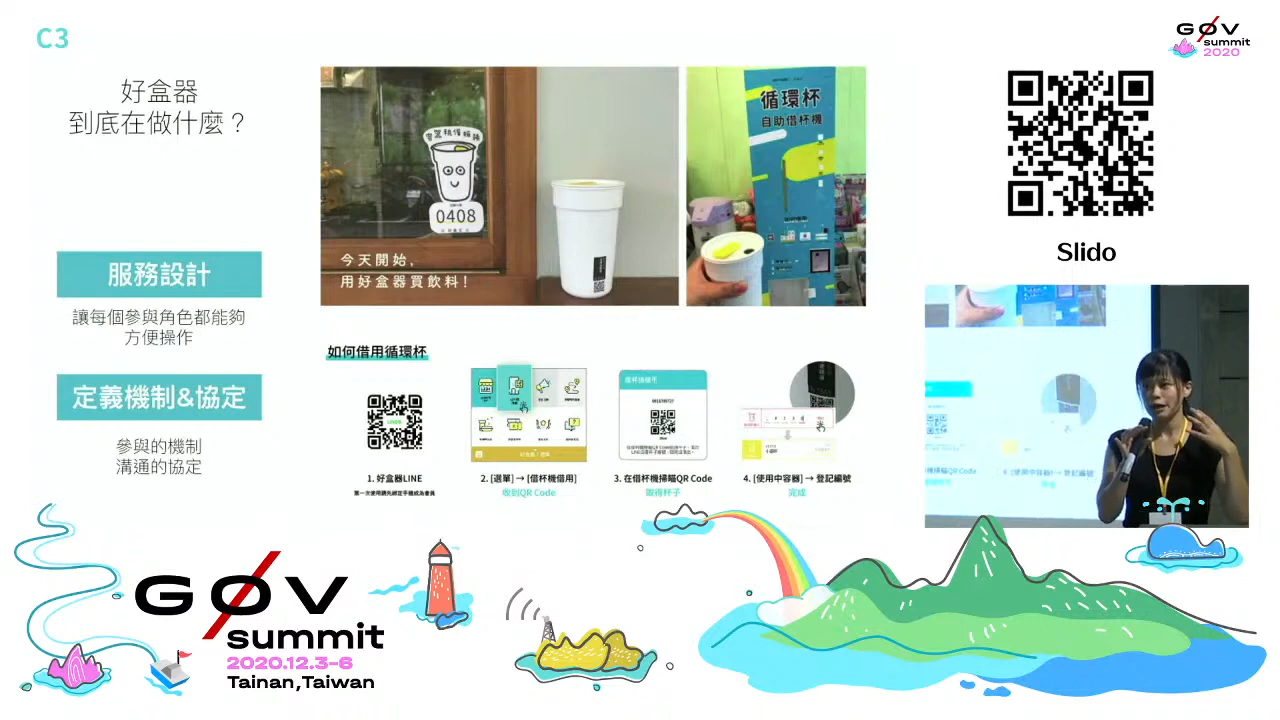 C3
GØV
summit
2020
好盒器
到底在做什麼？
服務設計
讓每個參與角色都能夠
方便操作
定義機制&協定
參與的機制
溝通的協定
0408
今天開始，
用好盒器買飲料！
循環杯
自助借杯機
如何借用循環杯
1. 好盒器LINE
2. [選單] → [借杯機借用]
收到QR Code
3. 在借杯機掃瞄QR Code
取得杯子
4. [使用中容器] → 登記編號
完成
Slido
GØV
summit
2020.12.3-6
Tainan,Taiwan